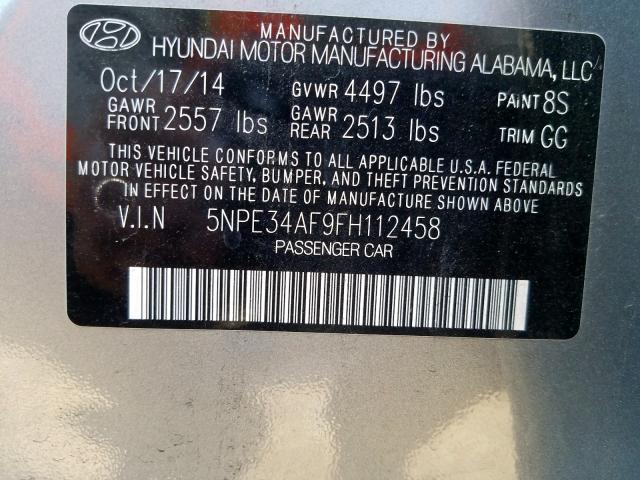 MANUFACTURED BY
HYUNDAI MOTOR MANUFACTURING ALABAMA, LLC
Oct/17/14 GVWR 4497 lbs PAINT 8S
GAWR FRONT 2557 lbs GAWR REAR 2513 lbs TRIM GG
THIS VEHICLE CONFORMS TO ALL APPLICABLE U.S.A. FEDERAL
MOTOR VEHICLE SAFETY, BUMPER, AND THEFT STANDARDS
IN EFFECT ON THE DATE OF MANUFACTURE SHOWN ABOVE.
V.I.N 5NPE34AF9FH112458
PASSENGER CAR